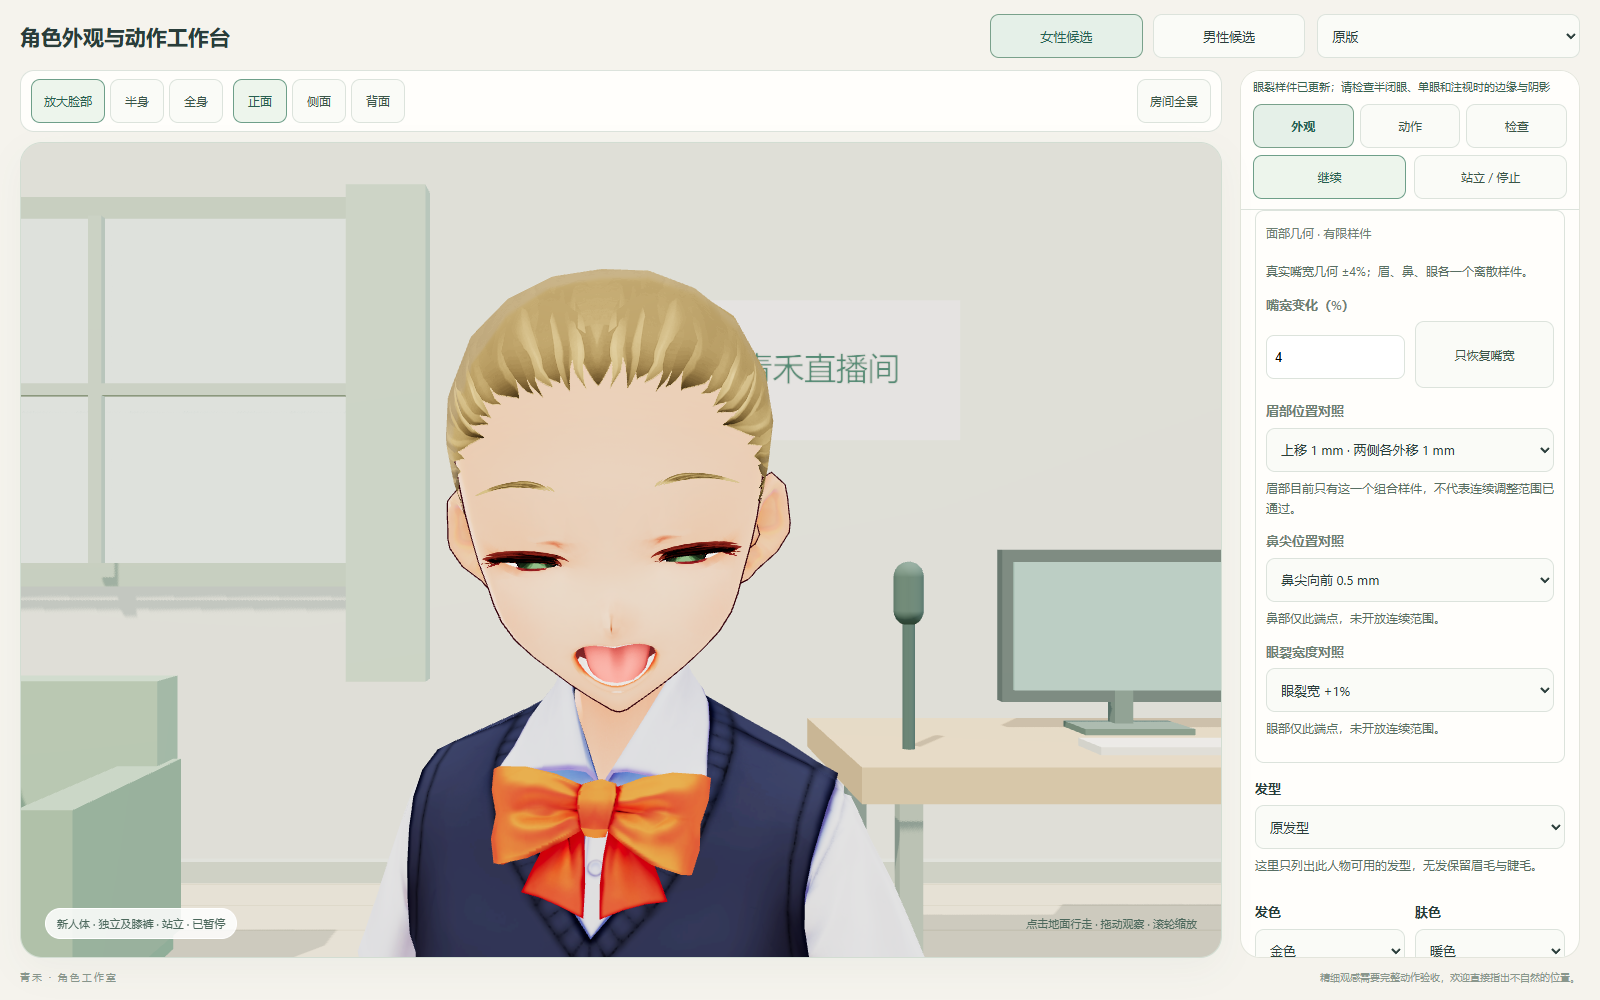 角色外观与动作工作台
女性候选
男性候选
原版
放大脸部
半身
全身
正面
侧面
背面
房间全景
眼裂样件已更新；请检查半闭眼、单眼和注视时的边缘与阴影
外观
动作
检查
继续
站立 / 停止
面部几何 · 有限样件
真实嘴宽几何 ±4%；眉、鼻、眼各一个离散样件。
嘴宽变化（%）
4
只恢复嘴宽
眉部位置对照
上移 1 mm · 两侧各外移 1 mm
眉部目前只有这一个组合样件，不代表连续调整范围已
通过。
鼻尖位置对照
鼻尖向前 0.5 mm
鼻部仅此端点，未开放连续范围。
眼裂宽度对照
眼裂宽 +1%
眼部仅此端点，未开放连续范围。
发型
原发型
这里只列出此人物可用的发型，无发保留眉毛与睫毛。
发色
肤色
金色
暖色
青禾直播间
新人体 · 独立及膝裤 · 站立 · 已暂停
点击地面行走 · 拖动观察 · 滚轮缩放
青禾 · 角色工作室
精细观感需要完整动作验收，欢迎直接指出不自然的位置。